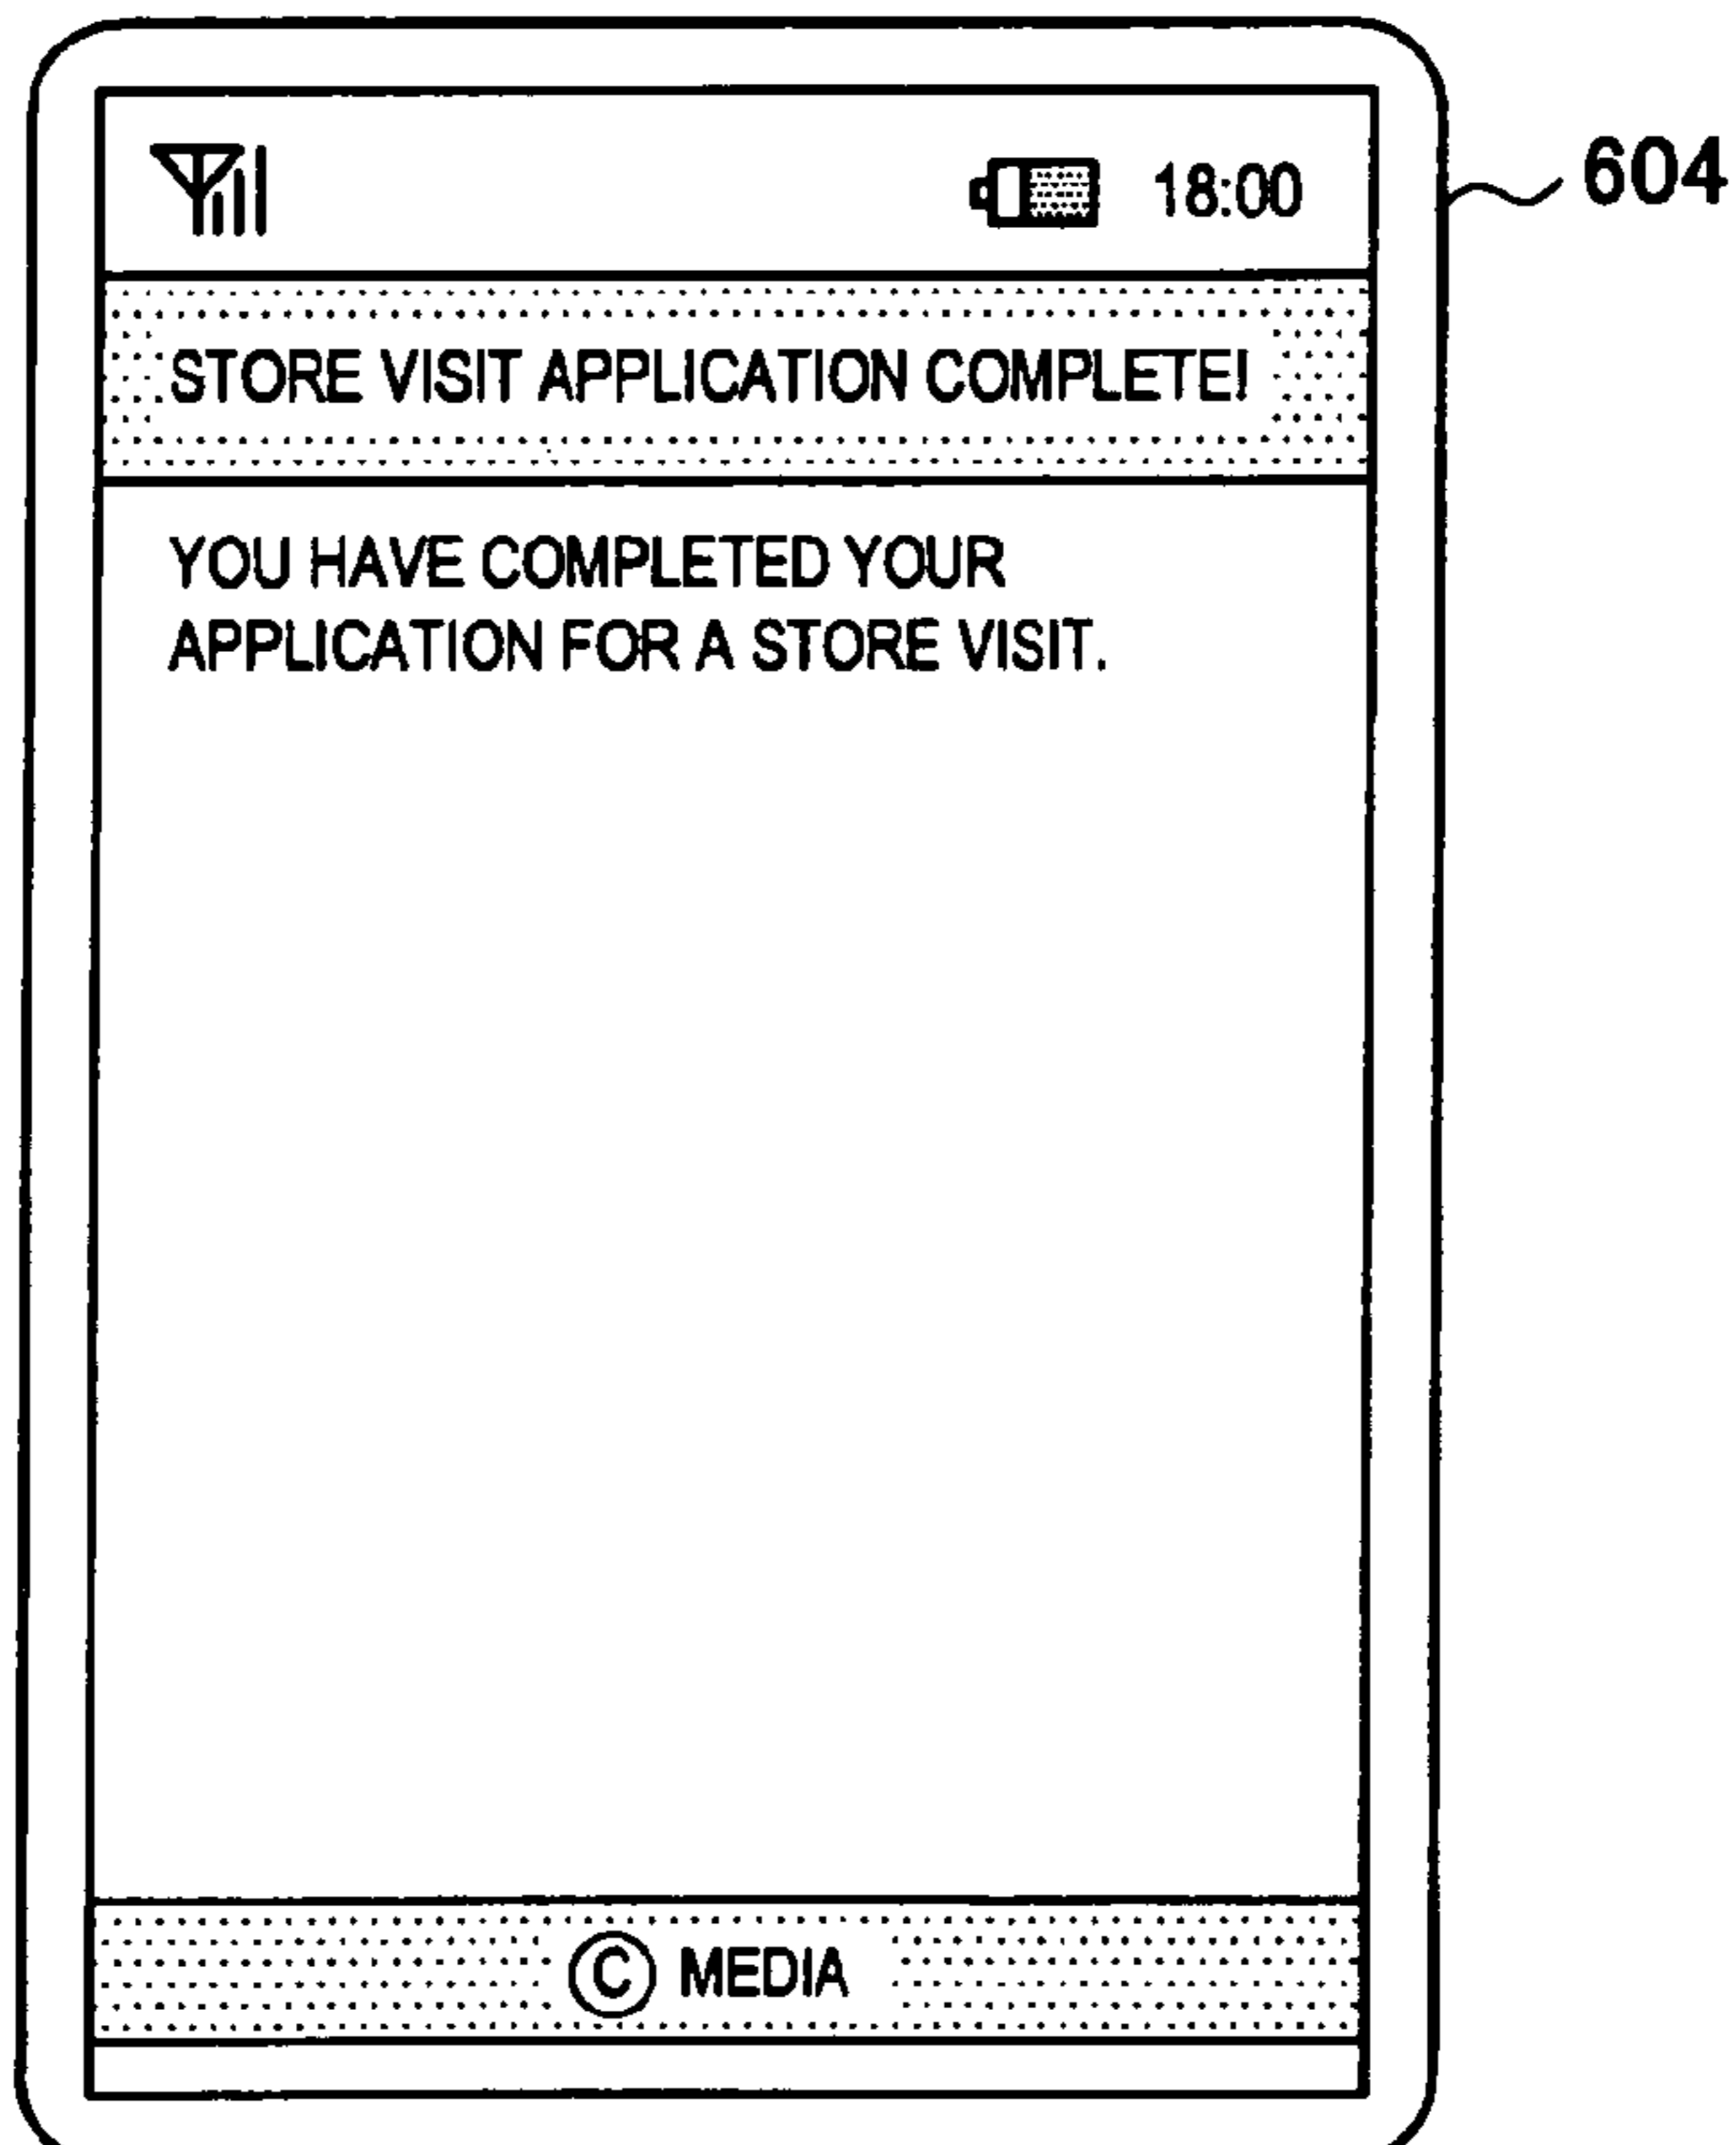 18:00
604
STORE VISIT APPLICATION COMPLETE!
YOU HAVE COMPLETED YOUR
APPLICATION FOR A STORE VISIT.
© MEDIA